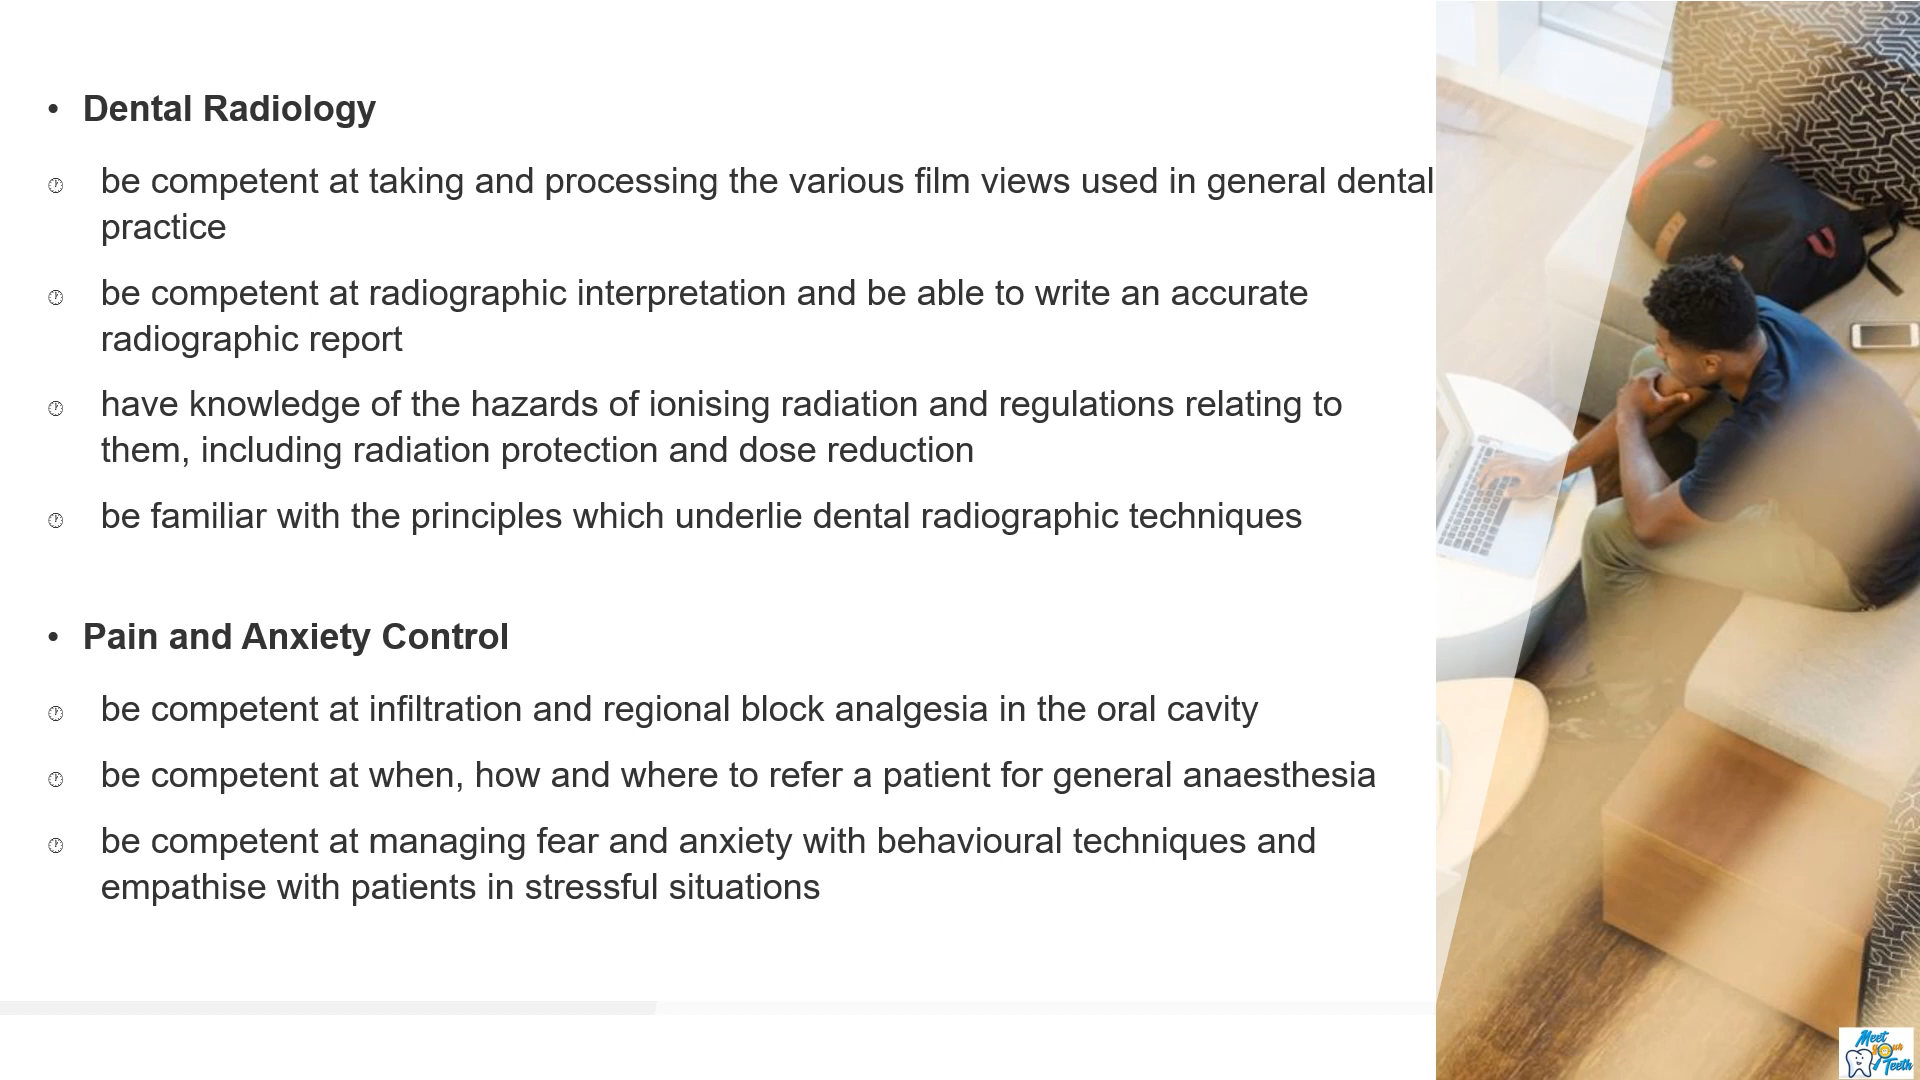 • Dental Radiology
be competent at taking and processing the various film views used in general dental
practice
be competent at radiographic interpretation and be able to write an accurate
radiographic report
have knowledge of the hazards of ionising radiation and regulations relating to
them, including radiation protection and dose reduction
be familiar with the principles which underlie dental radiographic techniques
• Pain and Anxiety Control
be competent at infiltration and regional block analgesia in the oral cavity
be competent at when, how and where to refer a patient for general anaesthesia
be competent at managing fear and anxiety with behavioural techniques and
empathise with patients in stressful situations
Meet
Your
Teeth